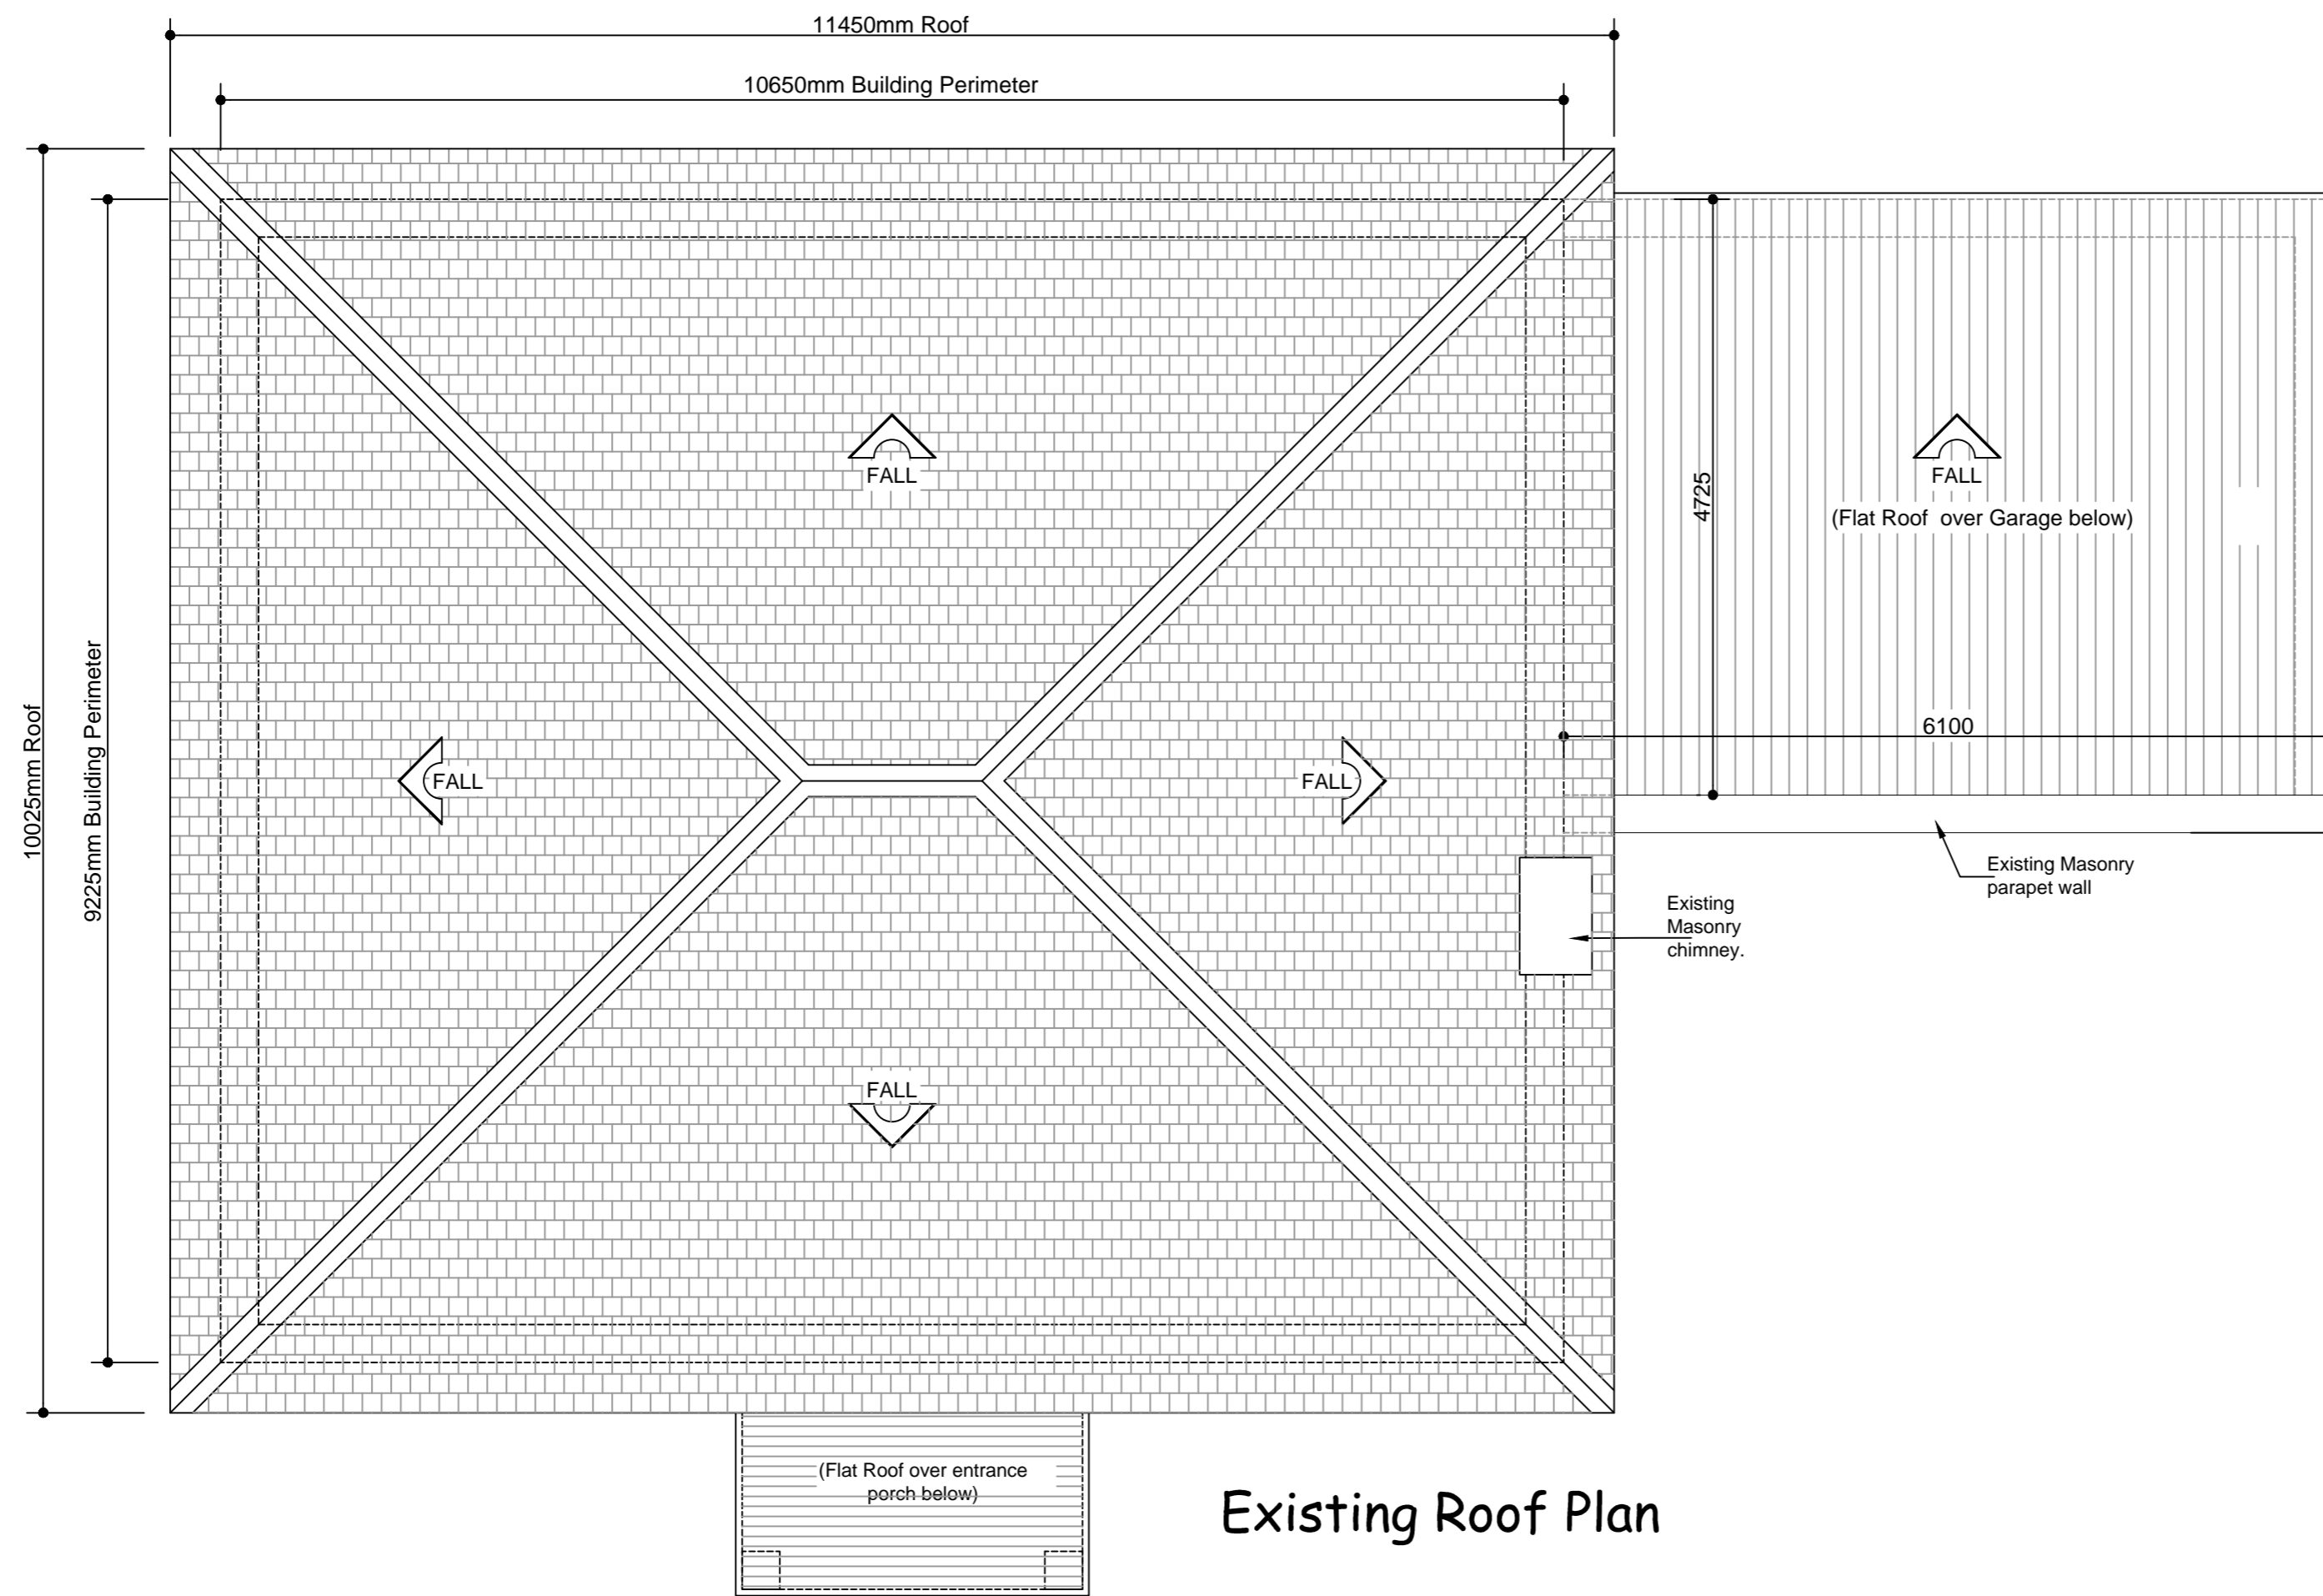 11450mm Roof
10650mm Building Perimeter
10025mm Roof
9225mm Building Perimeter
FALL
FALL
(Flat Roof over Garage below)
4725
6100
FALL
FALL
Existing Masonry
parapet wall
Existing
Masonry
chimney.
FALL
(Flat Roof over entrance
porch below)
Existing Roof Plan